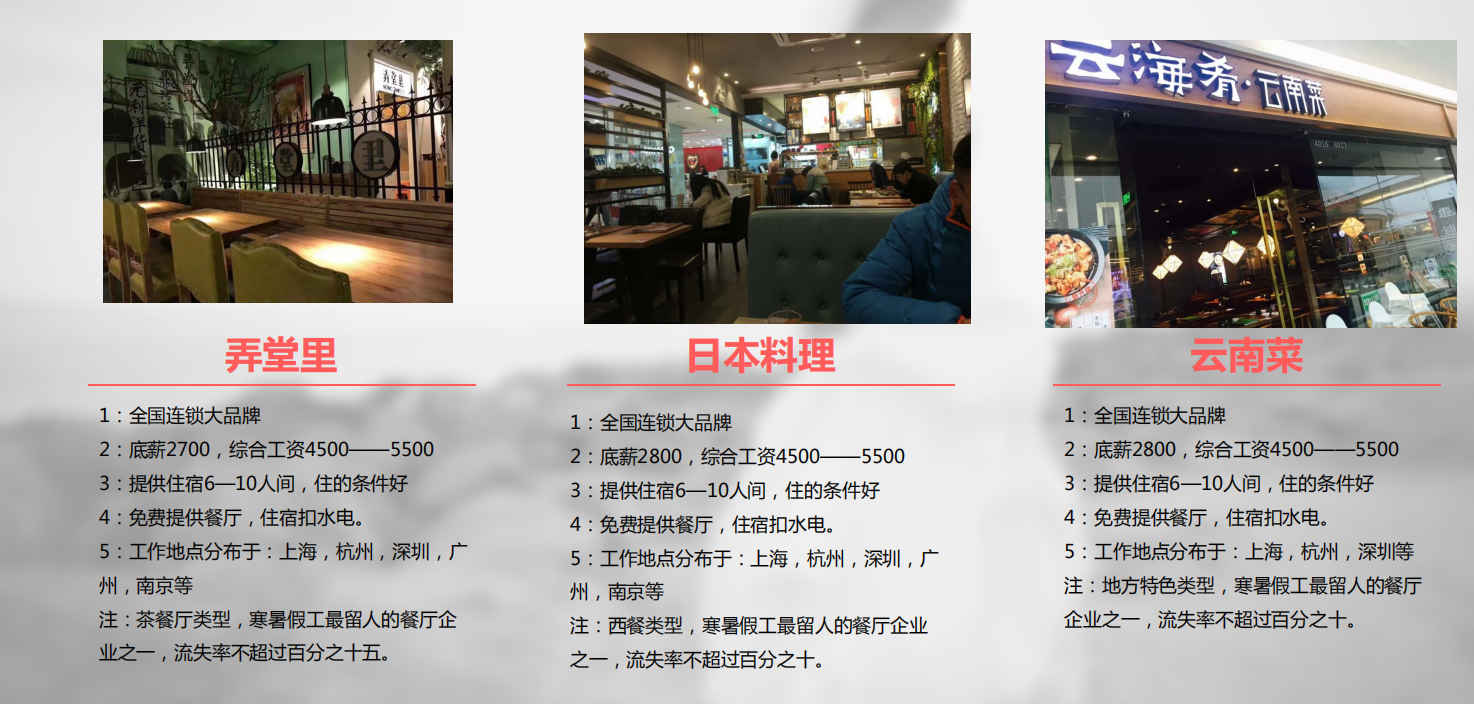 弄堂里
里
云海肴·云南菜
4016 4017
弄堂里
1：全国连锁大品牌
2：底薪2700，综合工资4500——5500
3：提供住宿6—10人间，住的条件好
4：免费提供餐厅，住宿扣水电。
5：工作地点分布于：上海，杭州，深圳，广
州，南京等
注：茶餐厅类型，寒暑假工最留人的餐厅企
业之一，流失率不超过百分之十五。
日本料理
1：全国连锁大品牌
2：底薪2800，综合工资4500——5500
3：提供住宿6—10人间，住的条件好
4：免费提供餐厅，住宿扣水电。
5：工作地点分布于：上海，杭州，深圳，广
州，南京等
注：西餐类型，寒暑假工最留人的餐厅企业
之一，流失率不超过百分之十。
云南菜
1：全国连锁大品牌
2：底薪2800，综合工资4500——5500
3：提供住宿6—10人间，住的条件好
4：免费提供餐厅，住宿扣水电。
5：工作地点分布于：上海，杭州，深圳等
注：地方特色类型，寒暑假工最留人的餐厅
企业之一，流失率不超过百分之十。